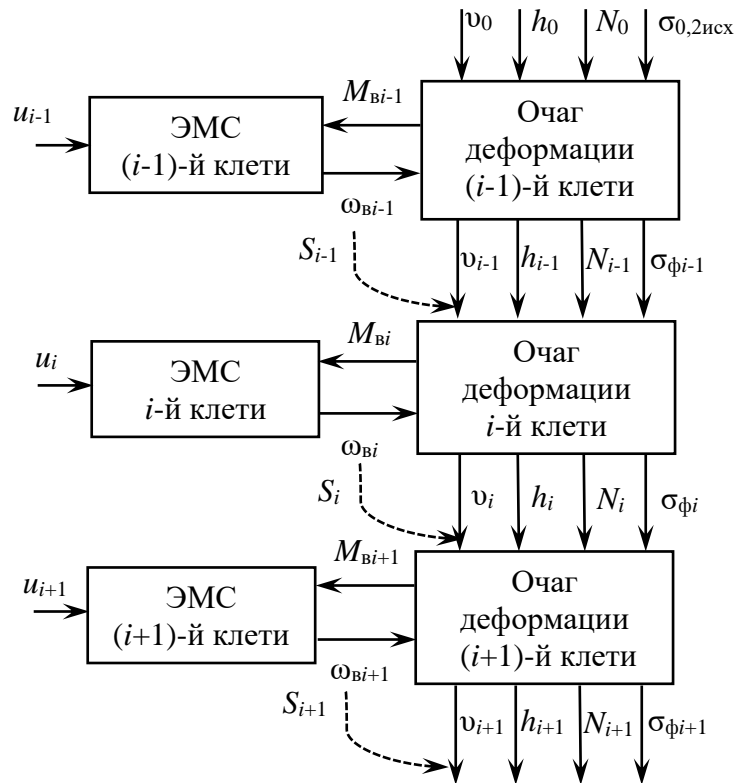 υ0 h0 N0 σ0,2исх
ui-1
ЭМС
(i-1)-й клети
Mвi-1
ωвi-1
Очаг
деформации
(i-1)-й клети
Si-1
υi-1 hi-1 Ni-1 σфi-1
ui
ЭМС
i-й клети
Mвi
ωвi
Очаг
деформации
i-й клети
Si
υi hi Ni σфi
ui+1
ЭМС
(i+1)-й клети
Mвi+1
ωвi+1
Очаг
деформации
(i+1)-й клети
Si+1
υi+1 hi+1 Ni+1 σфi+1